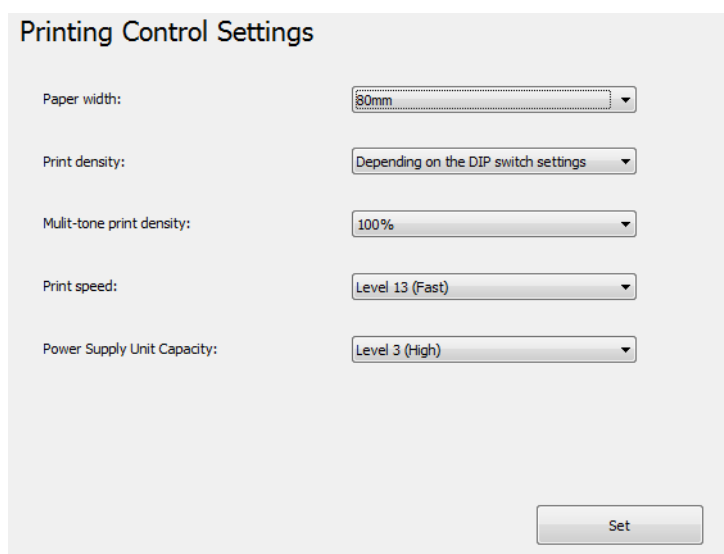 Printing Control Settings
Paper width: 80mm
Print density: Depending on the DIP switch settings
Mulit-tone print density: 100%
Print speed: Level 13 (Fast)
Power Supply Unit Capacity: Level 3 (High)
Set